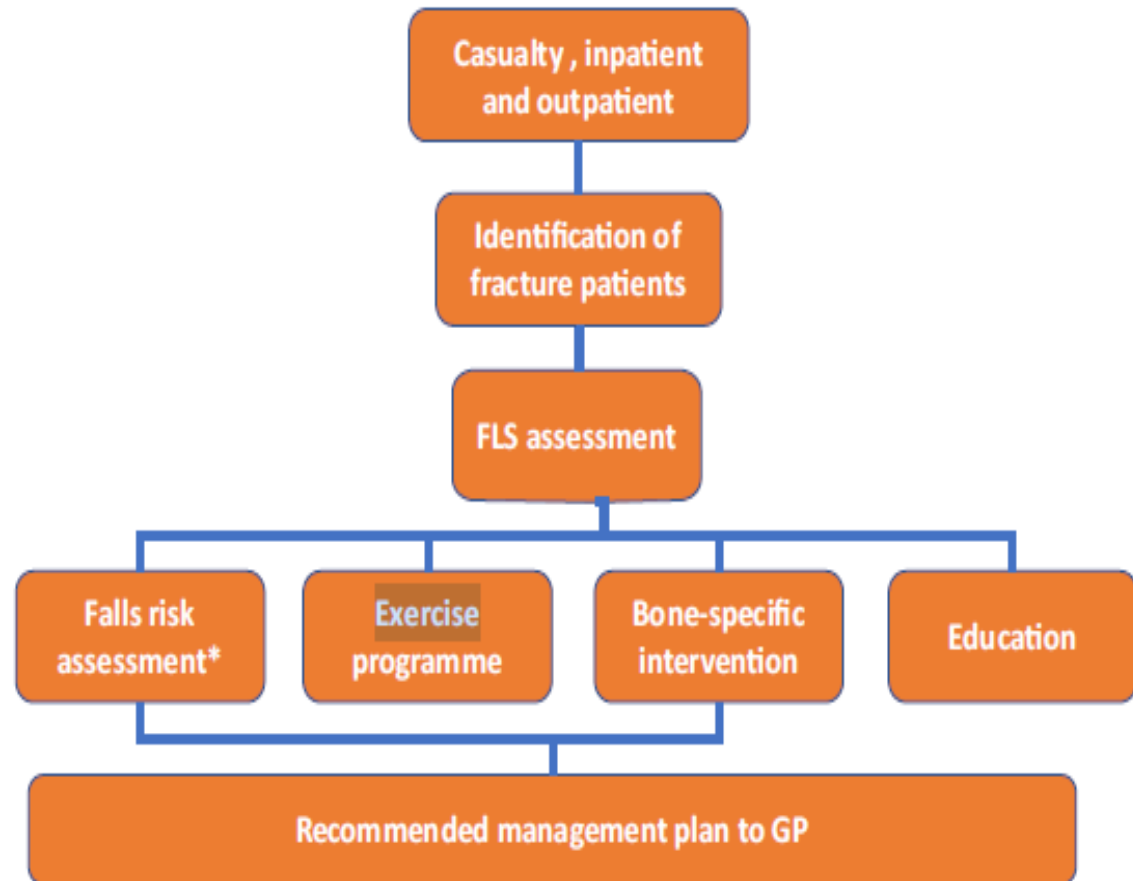 Casualty , inpatient
and outpatient
Identification of
fracture patients
FLS assessment
Falls risk
assessment*
Exercise
programme
Bone-specific
intervention
Education
Recommended management plan to GP